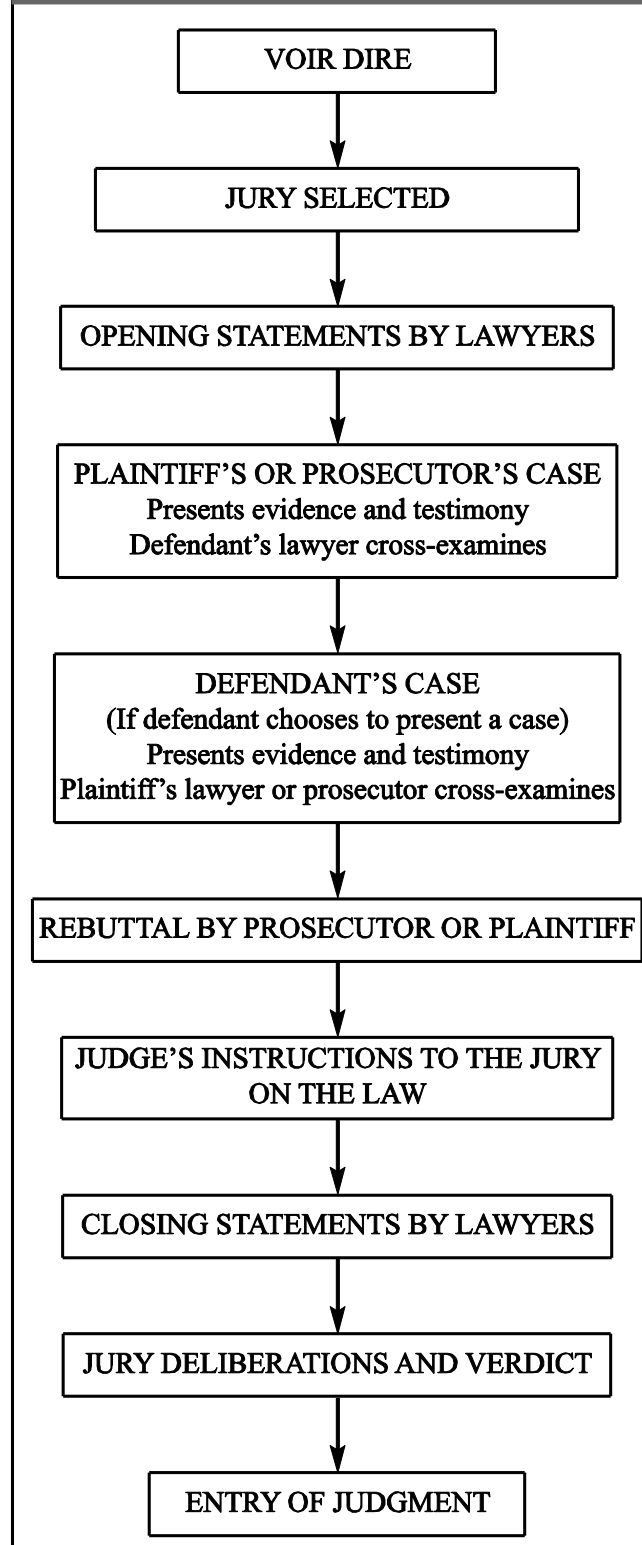 VOIR DIRE
JURY SELECTED
OPENING STATEMENTS BY LAWYERS
PLAINTIFF’S OR PROSECUTOR’S CASE
Presents evidence and testimony
Defendant’s lawyer cross-examines
DEFENDANT’S CASE
(If defendant chooses to present a case)
Presents evidence and testimony
Plaintiff’s lawyer or prosecutor cross-examines
REBUTTAL BY PROSECUTOR OR PLAINTIFF
JUDGE’S INSTRUCTIONS TO THE JURY
ON THE LAW
CLOSING STATEMENTS BY LAWYERS
JURY DELIBERATIONS AND VERDICT
ENTRY OF JUDGMENT